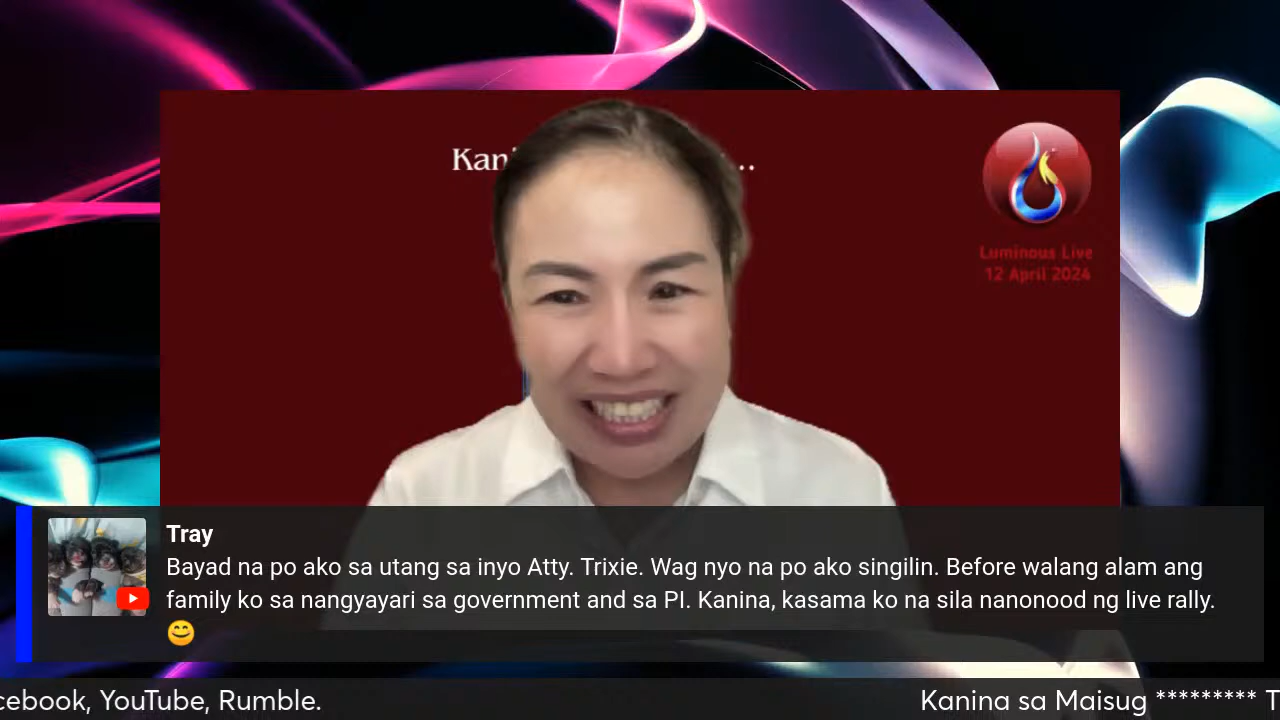 Kani ..
Luminous Live
12 April 2024
Tray
Bayad na po ako sa utang sa inyo Atty. Trixie. Wag nyo na po ako singilin. Before walang alam ang
family ko sa nangyayari sa government and sa PI. Kanina, kasama ko na sila nanonood ng live rally.
😊
cebook, YouTube, Rumble.
Kanina sa Maisug ********* T